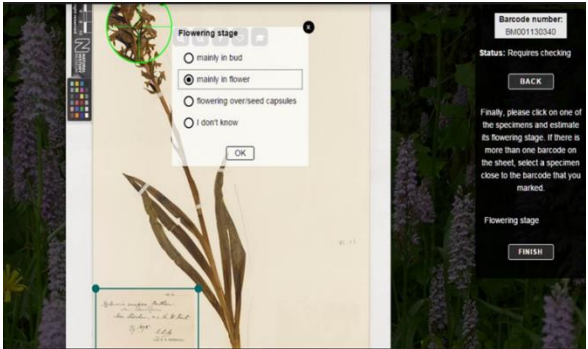 Flowering stage
x
mainly in bud
mainly in flower
flowering over/seed capsules
I don't know
OK
Barcode number:
BM001130340
Status: Requires checking
BACK
Finally, please click on one of
the specimens and estimate
its flowering stage. If there is
more than one barcode on
the sheet, select a specimen
close to the barcode that you
marked.
Flowering stage
FINISH